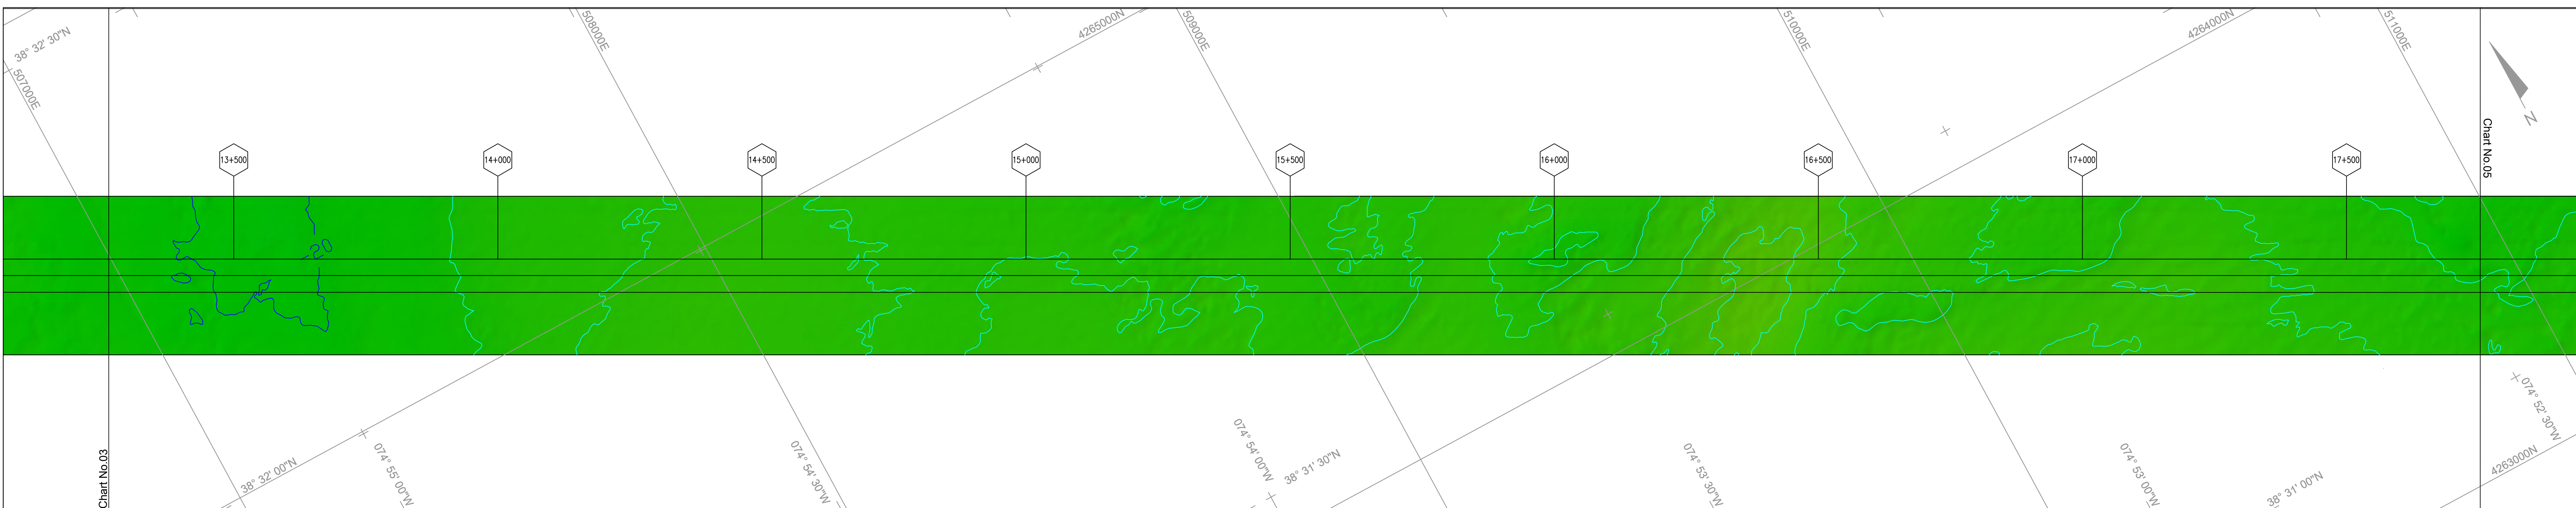 38° 32' 30"N
507000E
508000E
4265000N
509000E
510000E
4264000N
511000E
N
Chart No.05
13+500
14+000
14+500
15+000
15+500
16+000
16+500
17+000
17+500
20
Chart No.03
38° 32' 00"N
074° 55' 00"W
074° 54' 30"W
074° 54' 00"W
38° 31' 30"N
074° 53' 30"W
074° 53' 00"W
38° 31' 00"N
4263000N
074° 52' 30"W